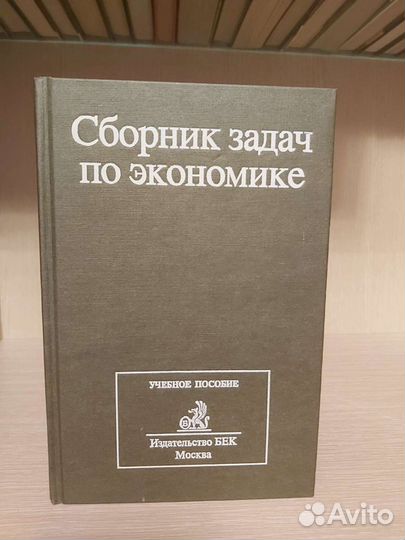 Сборник задач
по экономике
УЧЕБНОЕ ПОСОБИЕ
Издательство БЕК
Москва
Avito